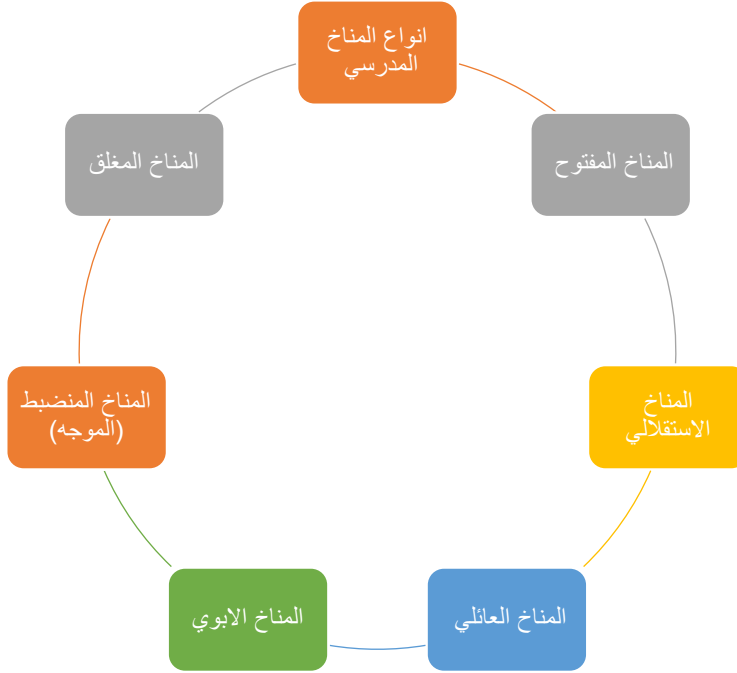 انواع المناخ
المدرسي
المناخ المفتوح
المناخ
الاستقلالي
المناخ العائلي
المناخ الابوي
المناخ المنضبط
(الموجه)
المناخ المغلق